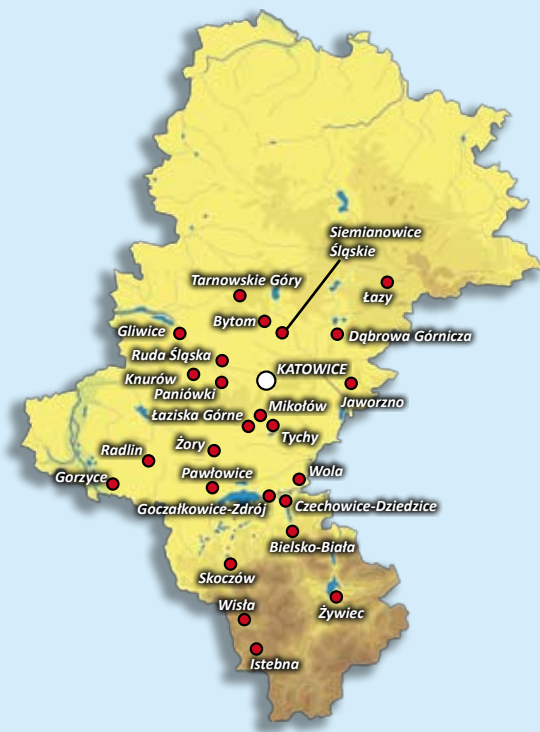 Siemianowice
Śląskie
Tarnowskie Góry
Łazy
Bytom
Gliwice
Dąbrowa Górnicza
Ruda Śląska
KATOWICE
Knurów
Paniówki
Jaworzno
Mikołów
Łaziska Górne
Tychy
Żory
Radlin
Wola
Pawłowice
Gorzyce
Goczałkowice-Zdrój
Czechowice-Dziedzice
Bielsko-Biała
Skoczów
Wisła
Żywiec
Istebna